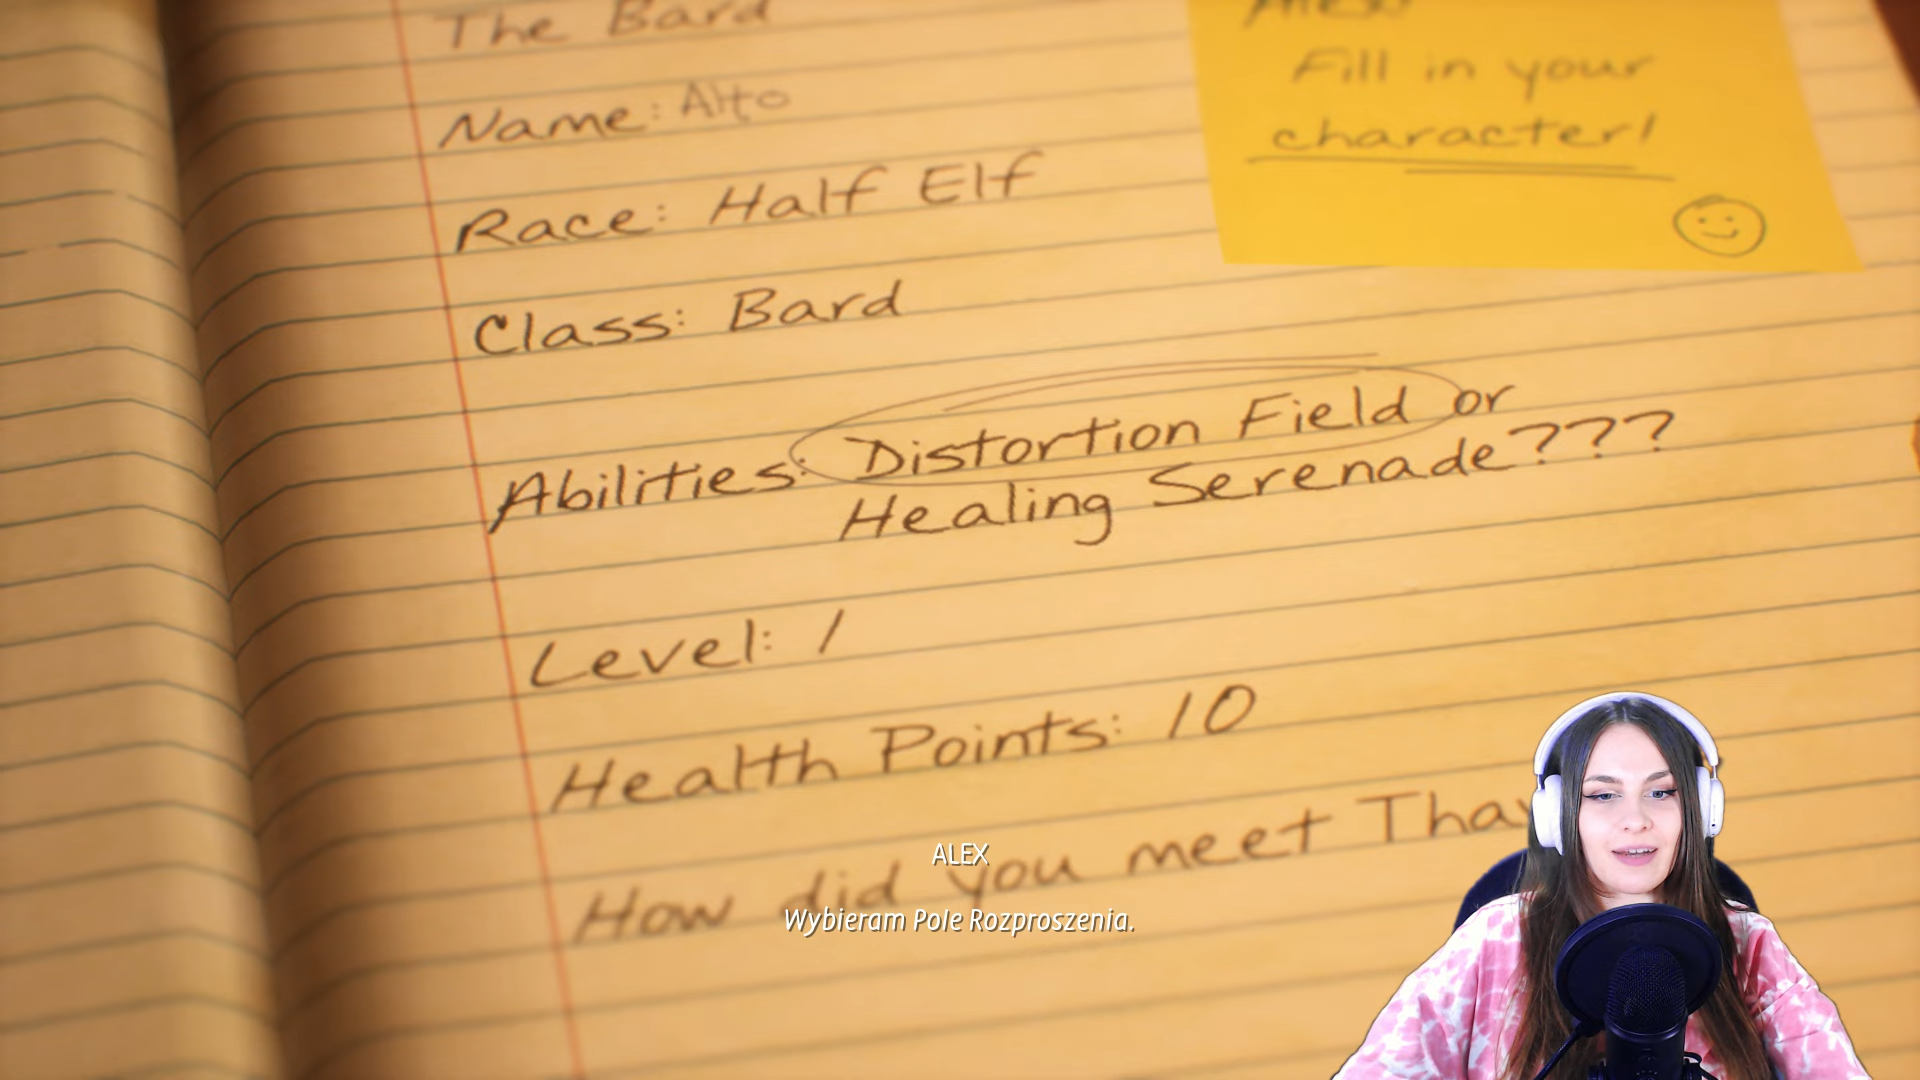 The Bard
Alex!
Fill in your
character!
Name: Alto
Race: Half Elf
Class: Bard
Abilities: Distortion Field or
Healing Serenade???
Level: 1
Health Points: 10
How did you meet
ALEX
Wybieram Pole Rozproszenia.